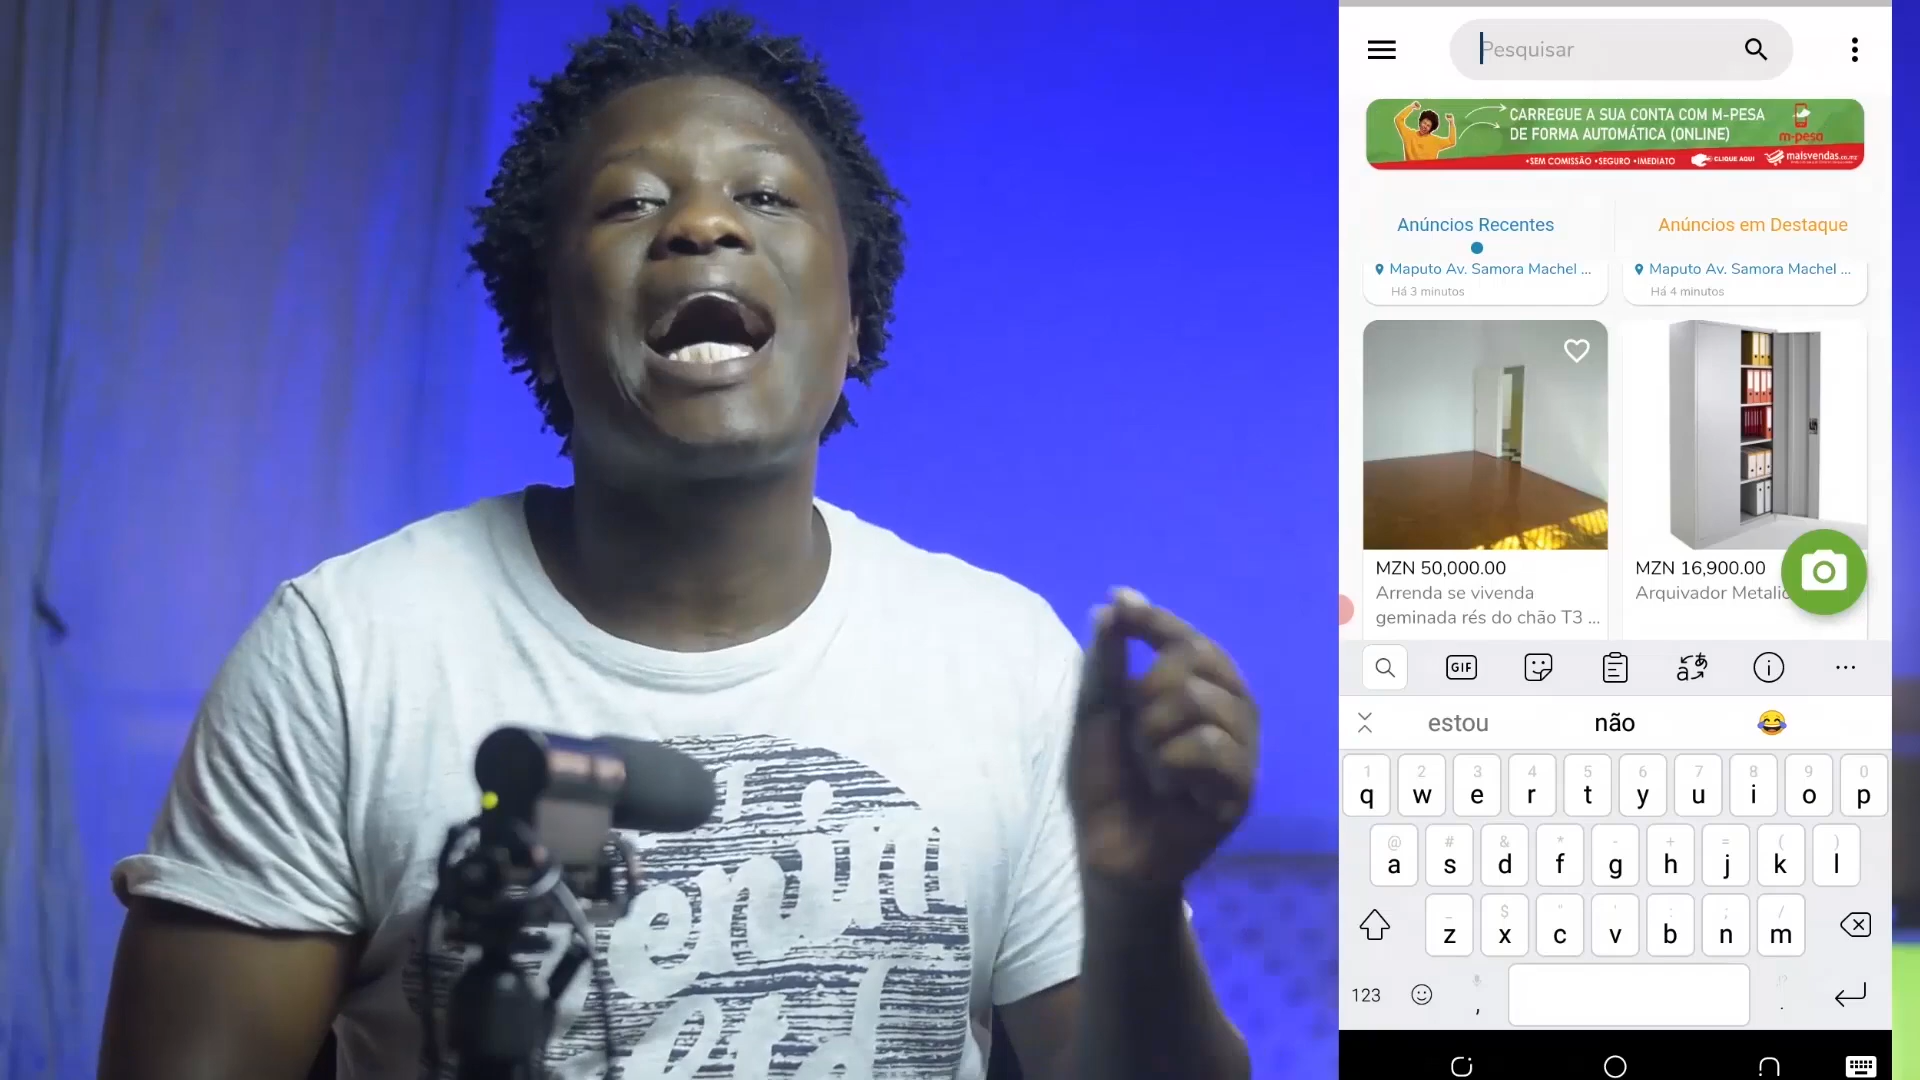 Pesquisar
CARREGUE A SUA CONTA COM M-PESA
DE FORMA AUTOMÁTICA (ONLINE)
m-pesa
•SEM COMISSÃO •SEGURO •IMEDIATO
CLIQUE AQUI
maisvendas.co.mz
Anúncios Recentes
Anúncios em Destaque
Maputo Av. Samora Machel ...
Há 3 minutos
Maputo Av. Samora Machel ...
Há 4 minutos
MZN 50,000.00
Arrenda se vivenda
geminada rés do chão T3 ...
MZN 16,900.00
Arquivador Metalic
GIF
estou não 😂
1 2 3 4 5 6 7 8 9 0
q w e r t y u i o p
@ # & * - + = ( )
a s d f g h j k l
_ $ " ' : ; /
z x c v b n m
123 , .